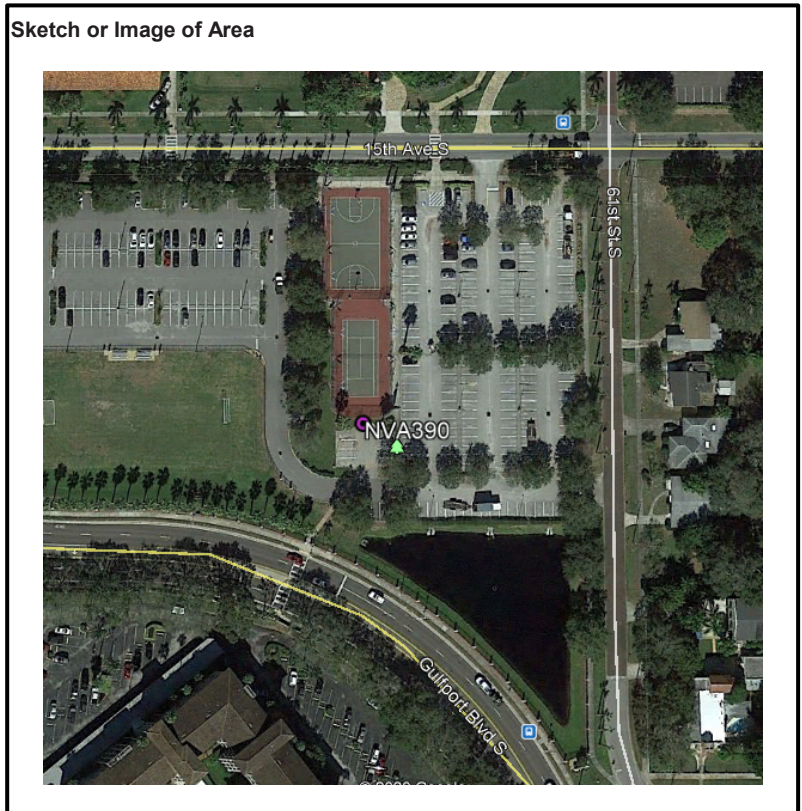 Sketch or Image of Area
15th Ave S
61st St S
NVA390
Gulfport Blvd S